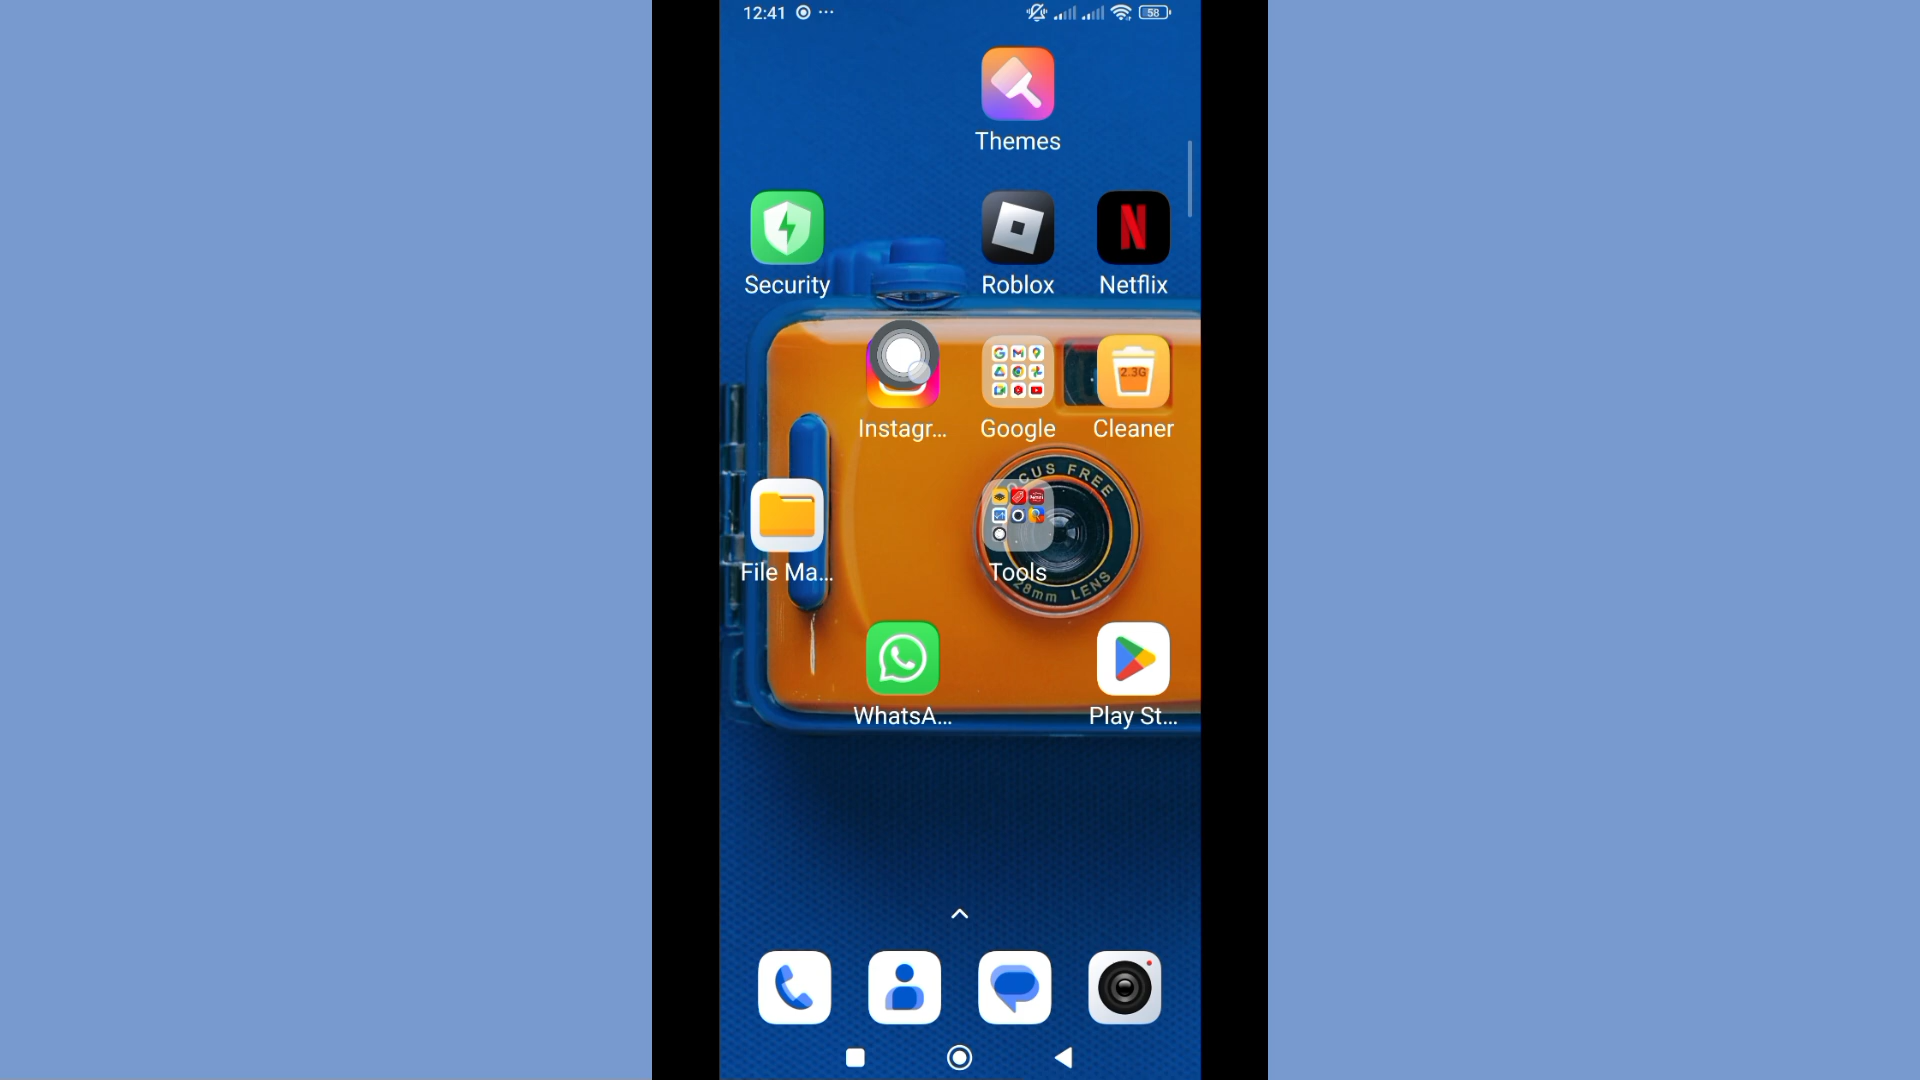 12:41 ... 58
Themes
Security Roblox Netflix
2.3G
Instagr... Google Cleaner
FOCUS FREE
28mm LENS
File Ma... Tools
WhatsA... Play St...